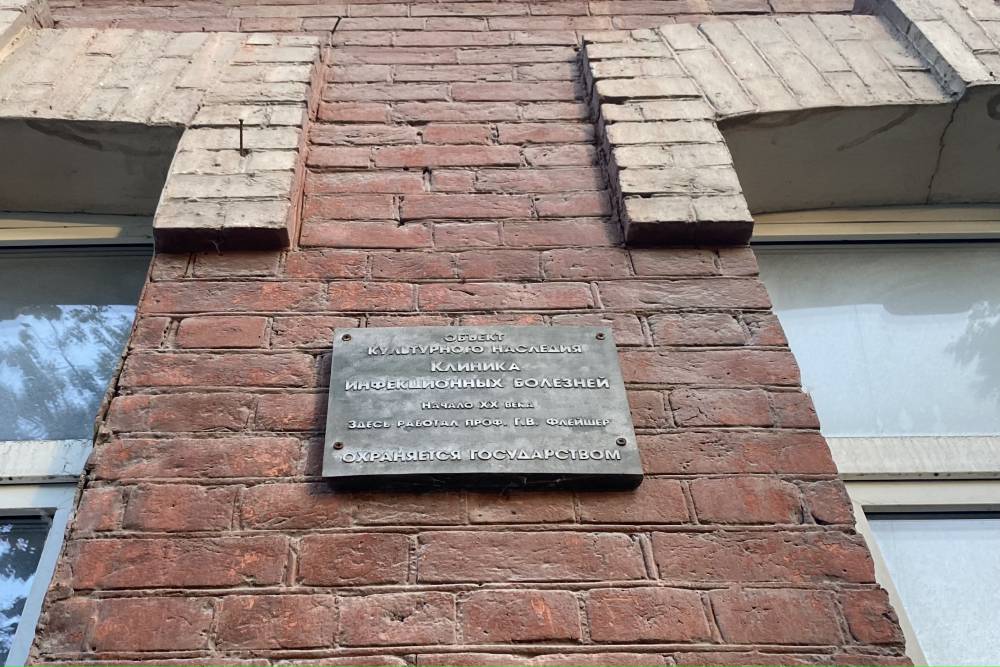 ОБЪЕКТ
КУЛЬТУРНОГО НАСЛЕДИЯ
КЛИНИКА
ИНФЕКЦИОННЫХ БОЛЕЗНЕЙ
НАЧАЛО XX ВЕКА
ЗДЕСЬ РАБОТАЛ ПРОФ. Г.В. ФЛЕЙШЕР
ОХРАНЯЕТСЯ ГОСУДАРСТВОМ